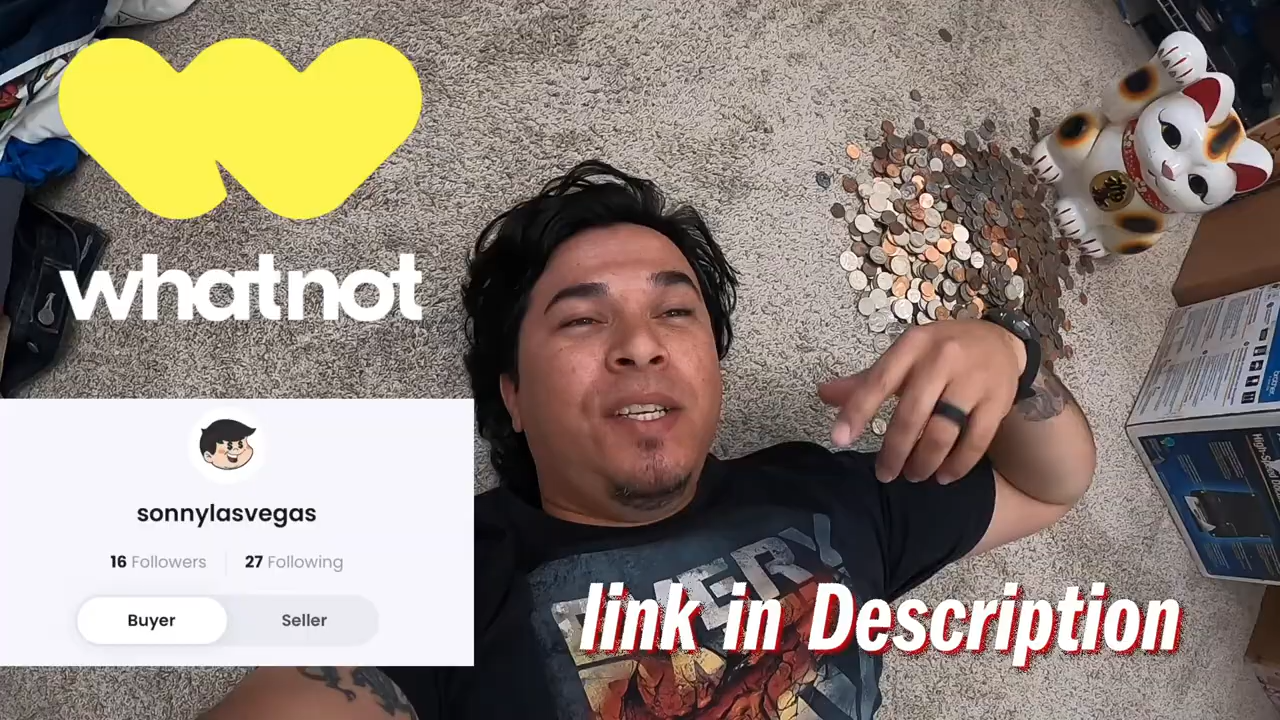 whatnot
sonnylasvegas
16 Followers
27 Following
Buyer
Seller
link in Description